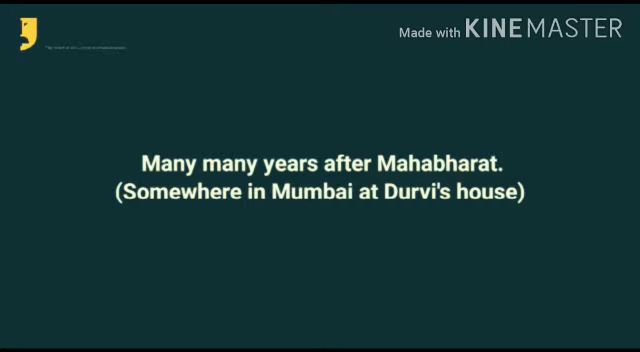 Made with KINEMASTER
Many many years after Mahabharat.
(Somewhere in Mumbai at Durvi's house)